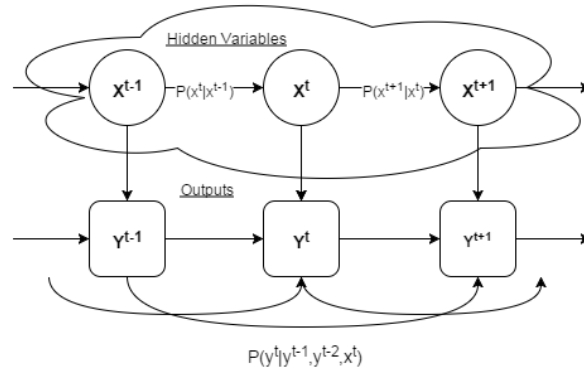 Hidden Variables
X^t-1 P(x^t|x^t-1) X^t P(x^t+1|x^t) X^t+1
Outputs
Y^t-1 Y^t Y^t+1
P(y^t|y^t-1,y^t-2,x^t)